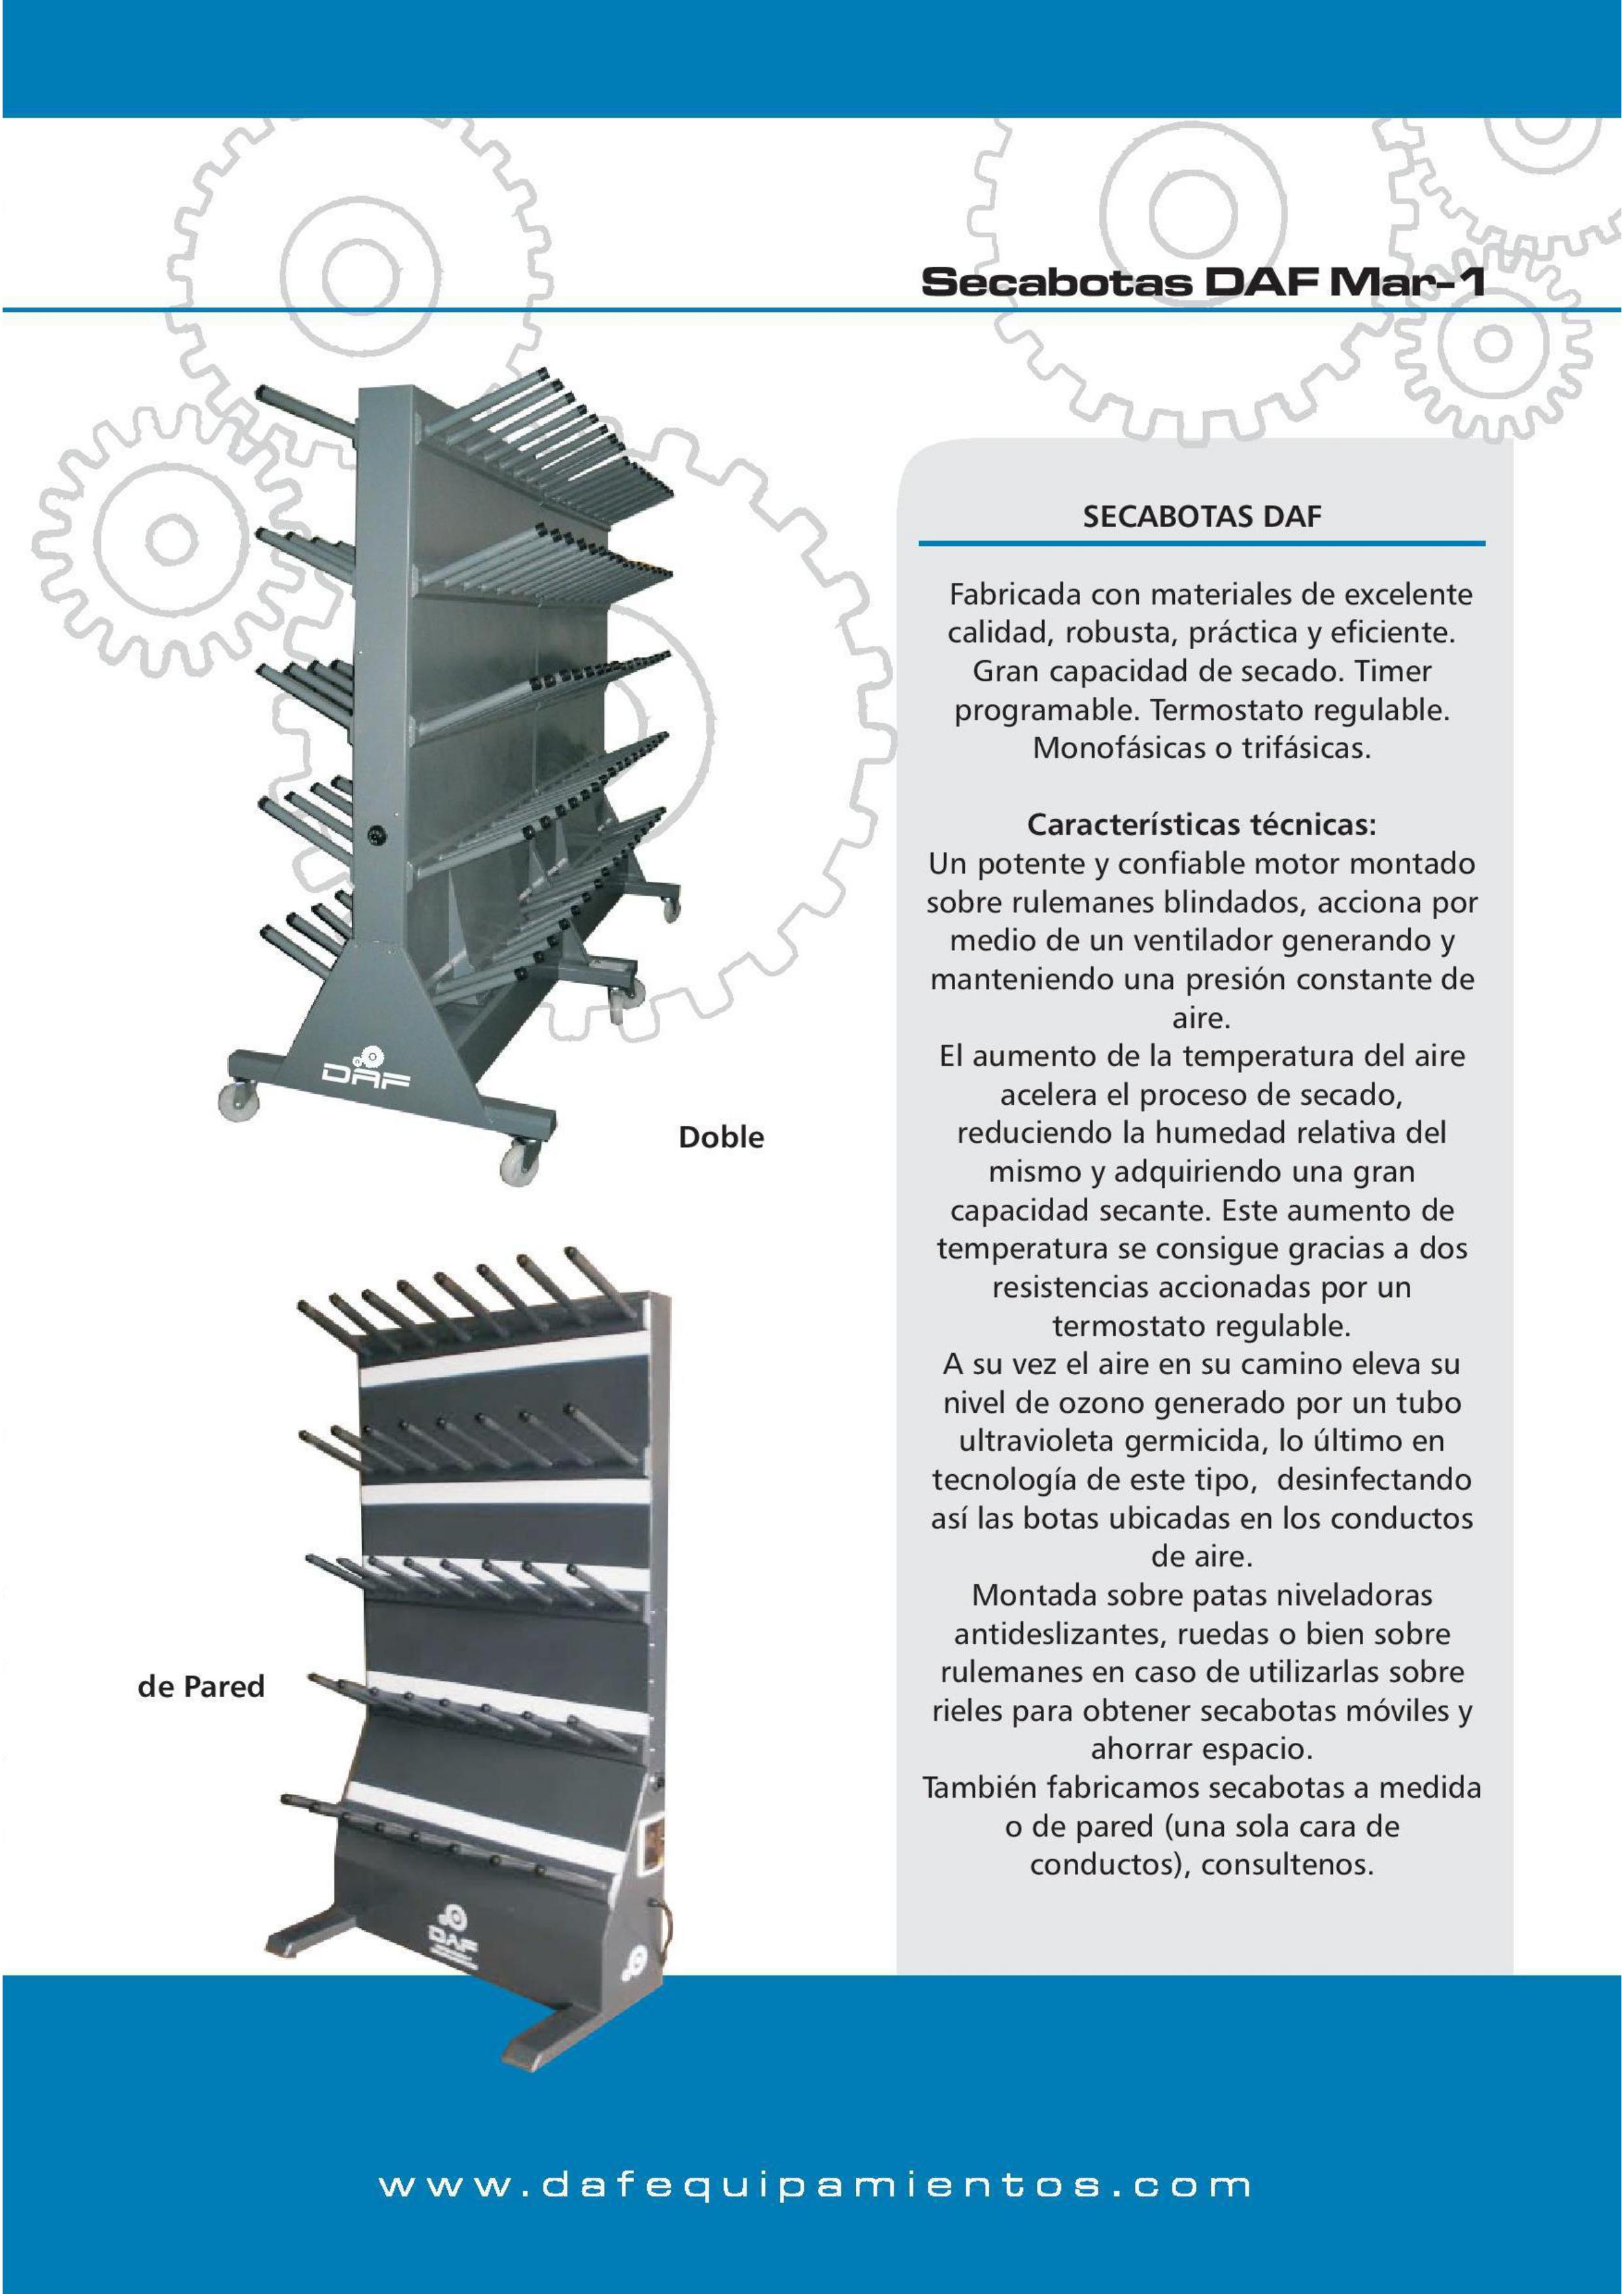 Secabotas DAF Mar-1
SECABOTAS DAF
Fabricada con materiales de excelente
calidad, robusta, práctica y eficiente.
Gran capacidad de secado. Timer
programable. Termostato regulable.
Monofásicas o trifásicas.
Características técnicas:
Un potente y confiable motor montado
sobre rulemanes blindados, acciona por
medio de un ventilador generando y
manteniendo una presión constante de
aire.
El aumento de la temperatura del aire
acelera el proceso de secado,
reduciendo la humedad relativa del
mismo y adquiriendo una gran
capacidad secante. Este aumento de
temperatura se consigue gracias a dos
resistencias accionadas por un
termostato regulable.
A su vez el aire en su camino eleva su
nivel de ozono generado por un tubo
ultravioleta germicida, lo último en
tecnología de este tipo,  desinfectando
así las botas ubicadas en los conductos
de aire.
Montada sobre patas niveladoras
antideslizantes, ruedas o bien sobre
rulemanes en caso de utilizarlas sobre
rieles para obtener secabotas móviles y
ahorrar espacio.
También fabricamos secabotas a medida
o de pared (una sola cara de
conductos), consultenos.
DAF
Doble
de Pared
DAF
www.dafequipamientos.com